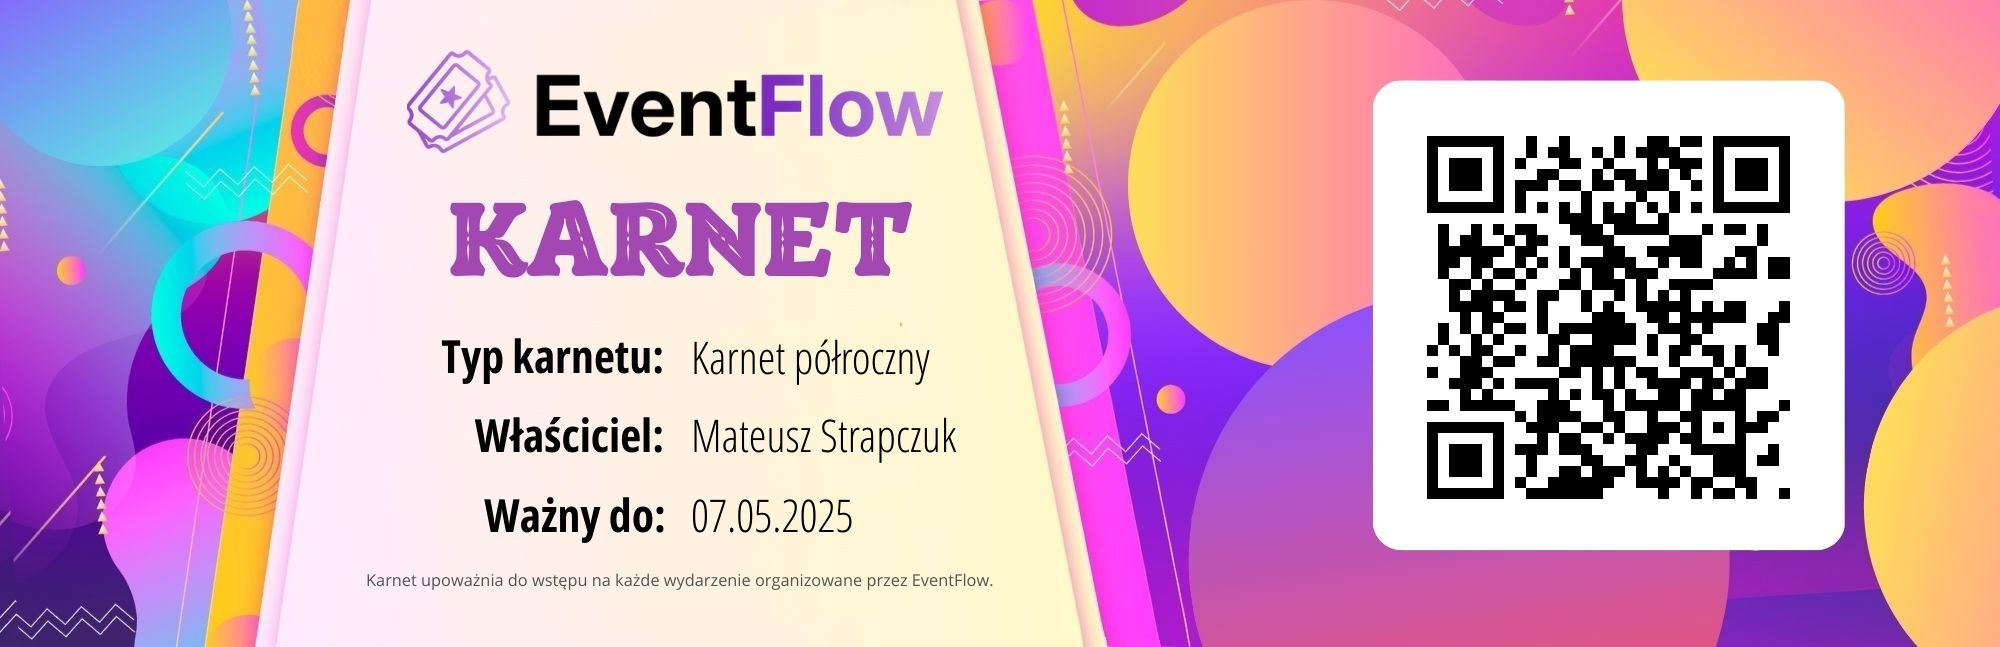 EventFlow
KARNET
Typ karnetu: Karnet półroczny
Właściciel: Mateusz Strapczuk
Ważny do: 07.05.2025
Karnet upoważnia do wstępu na każde wydarzenie organizowane przez EventFlow.